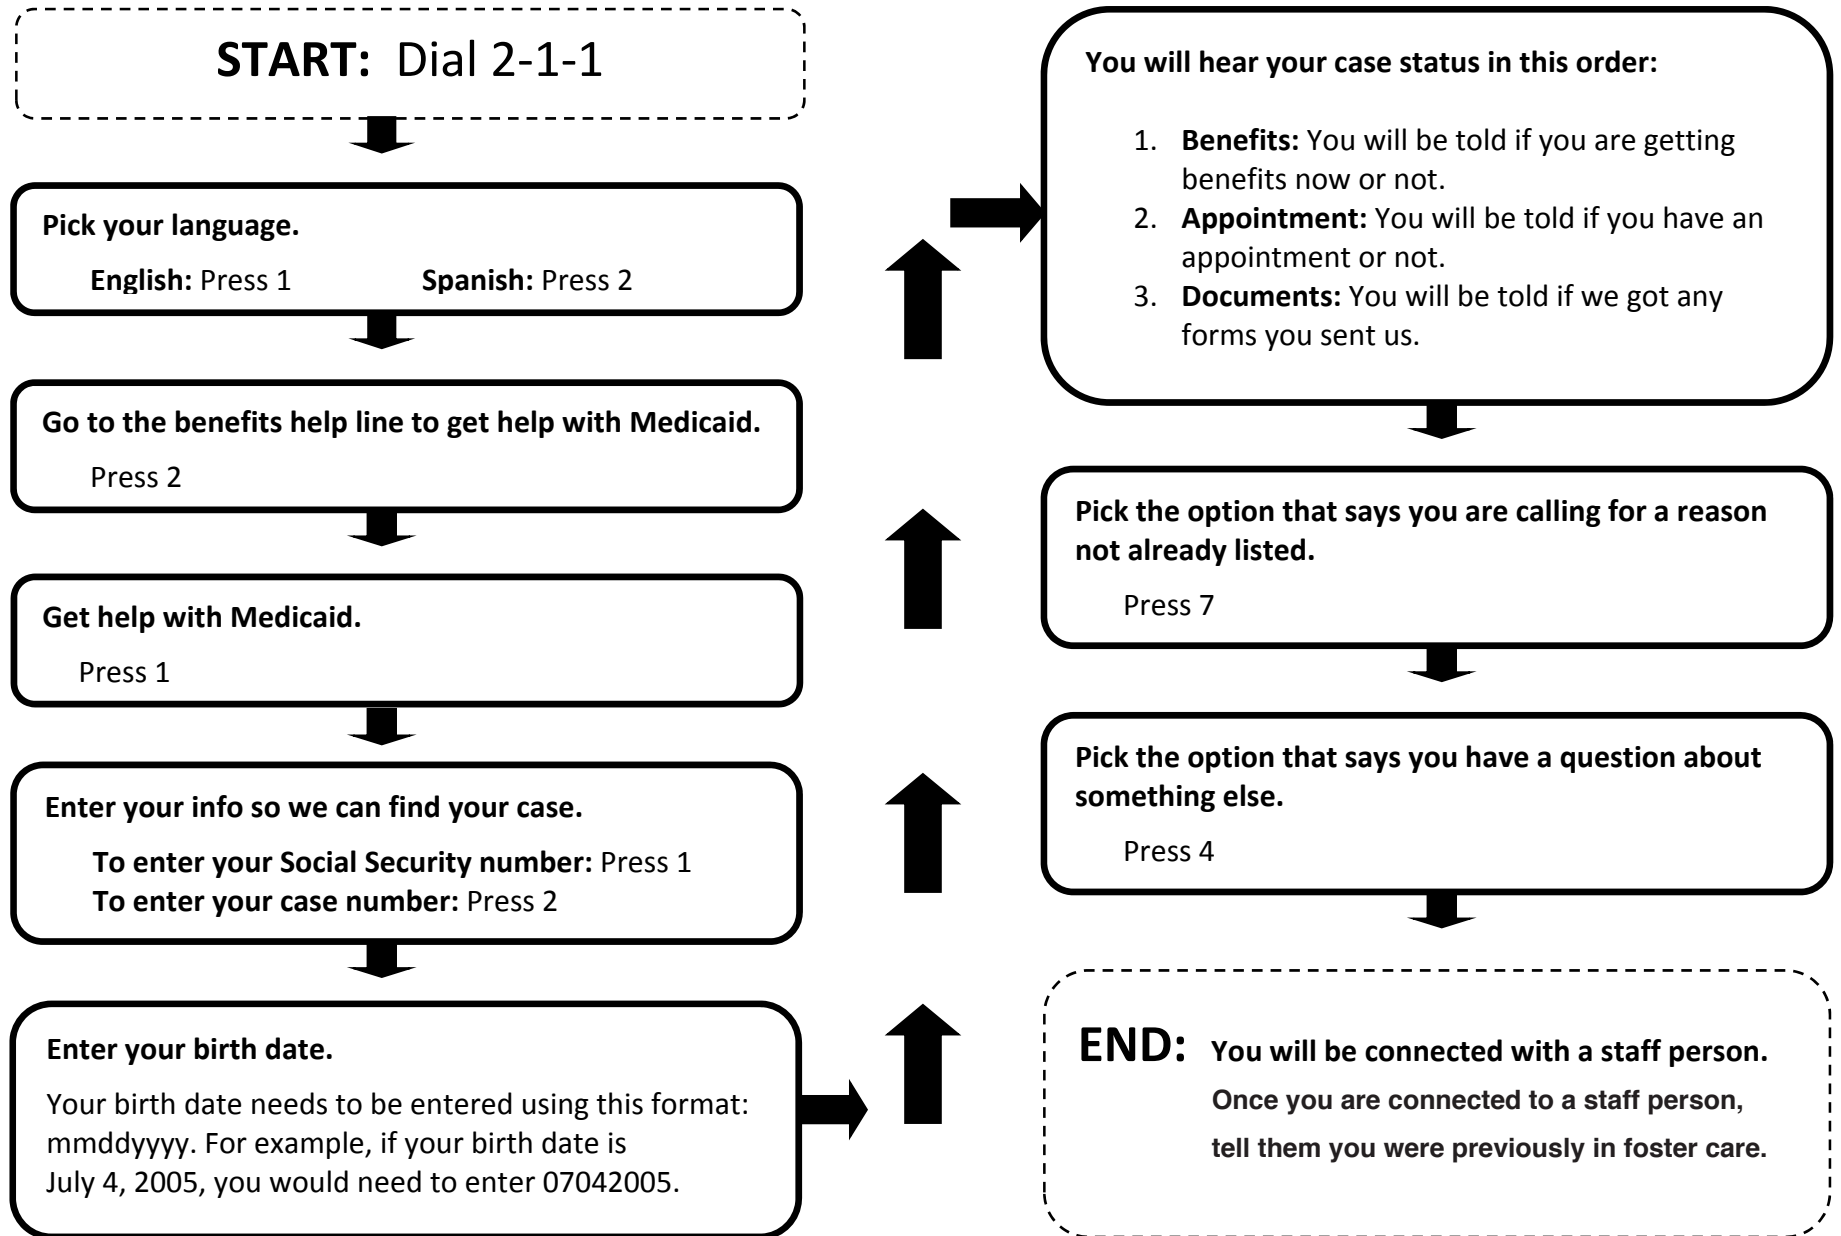 START: Dial 2-1-1
Pick your language.
English: Press 1 Spanish: Press 2
Go to the benefits help line to get help with Medicaid.
Press 2
Get help with Medicaid.
Press 1
Enter your info so we can find your case.
To enter your Social Security number: Press 1
To enter your case number: Press 2
Enter your birth date.
Your birth date needs to be entered using this format:
mmddyyyy. For example, if your birth date is
July 4, 2005, you would need to enter 07042005.
You will hear your case status in this order:
1. Benefits: You will be told if you are getting
benefits now or not.
2. Appointment: You will be told if you have an
appointment or not.
3. Documents: You will be told if we got any
forms you sent us.
Pick the option that says you are calling for a reason
not already listed.
Press 7
Pick the option that says you have a question about
something else.
Press 4
END: You will be connected with a staff person.
Once you are connected to a staff person,
tell them you were previously in foster care.